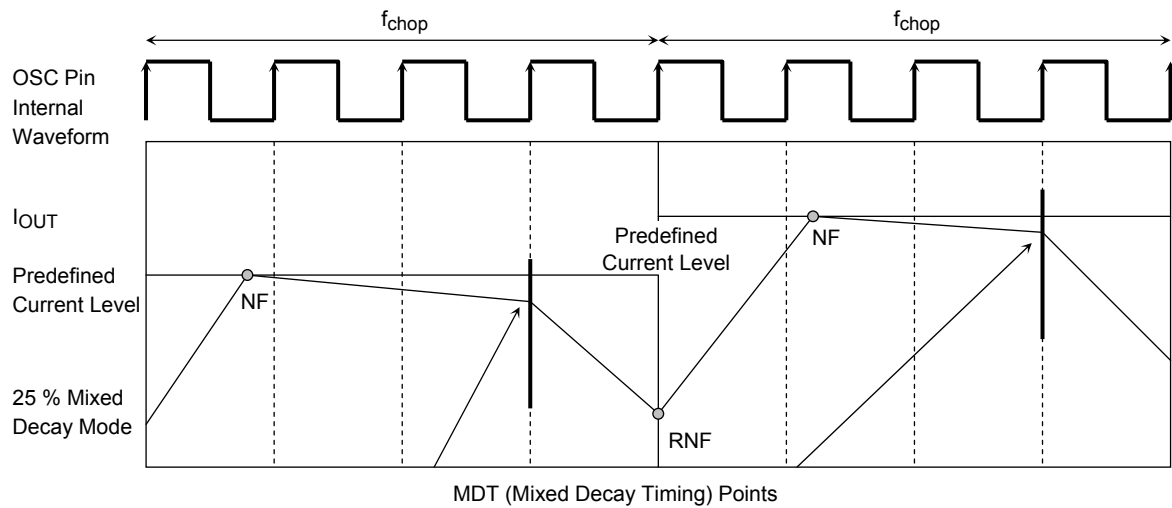 fchop
fchop
OSC Pin
Internal
Waveform
IOUT
Predefined
Current Level
NF
Predefined
Current Level
NF
25 % Mixed
Decay Mode
RNF
MDT (Mixed Decay Timing) Points